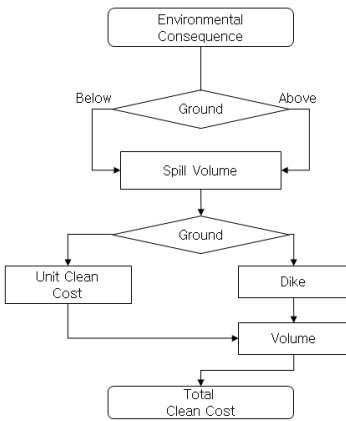 Environmental
Consequence
Below
Above
Ground
Spill Volume
Ground
Unit Clean
Cost
Dike
Volume
Total
Clean Cost